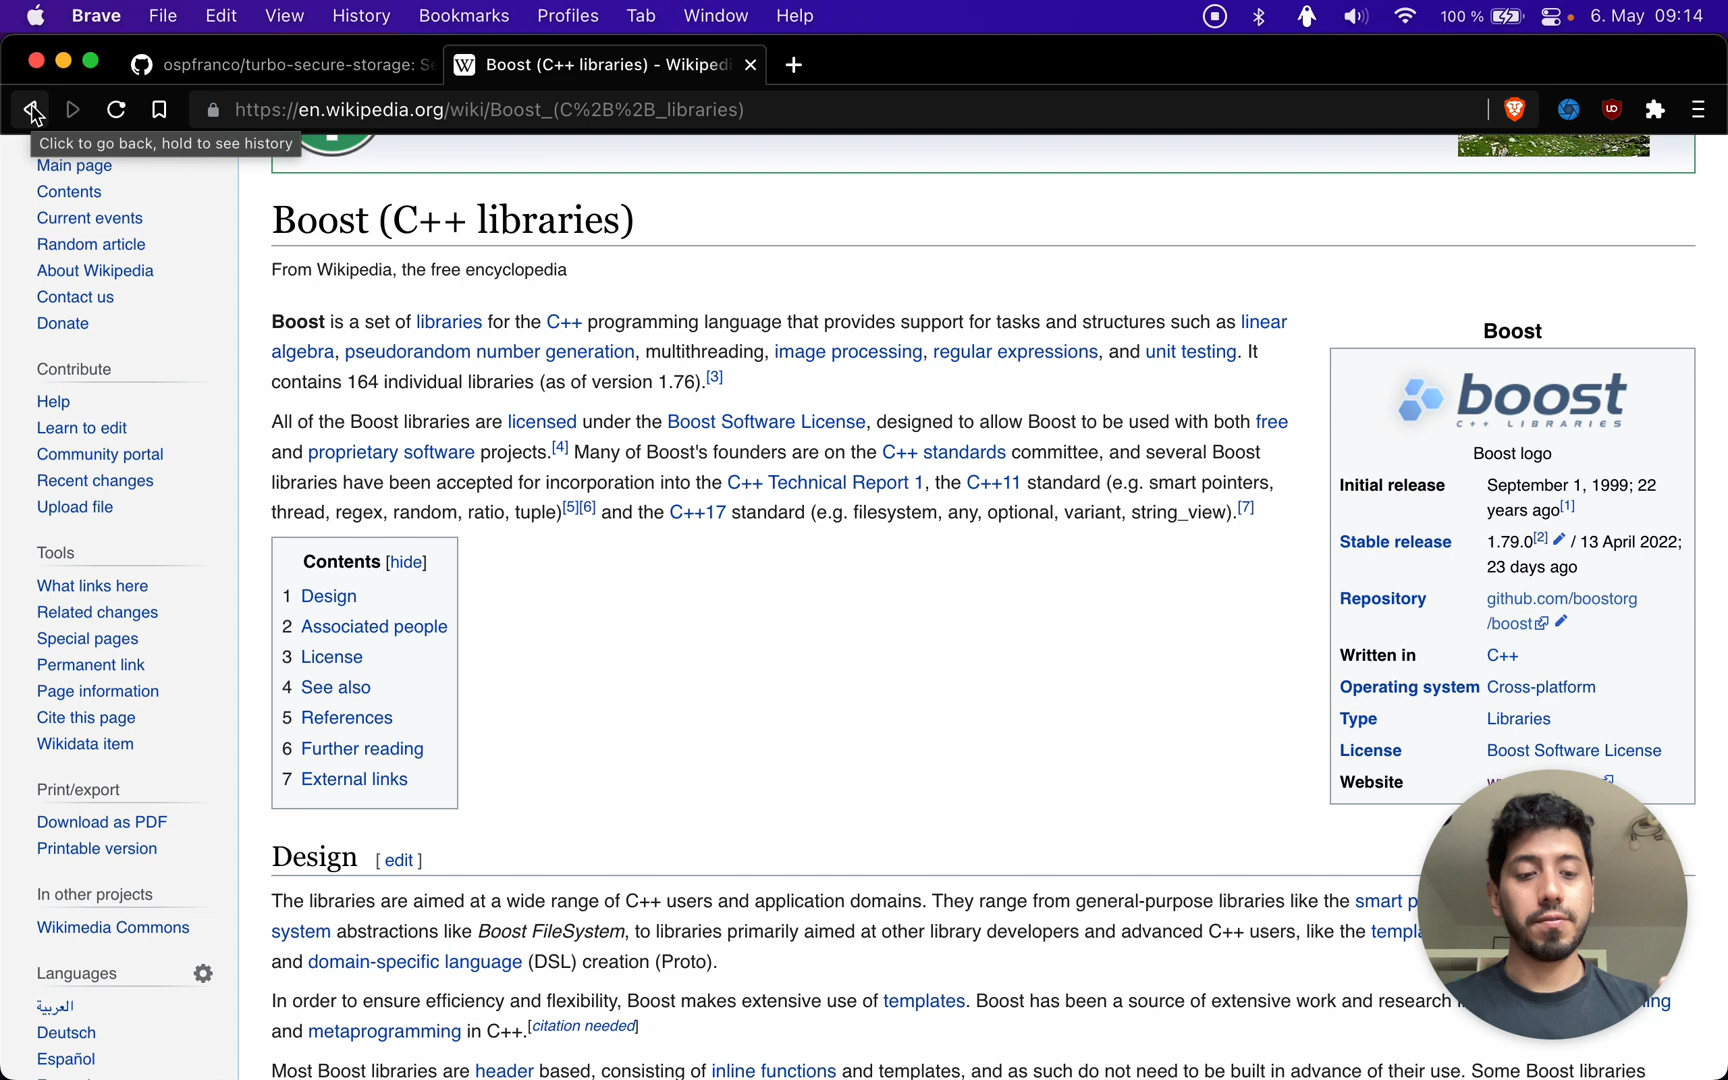 Brave File Edit View History Bookmarks Profiles Tab Window Help 100 % 6. May 09:14
ospfranco/turbo-secure-storage: Se
W Boost (C++ libraries) - Wikipedi
https://en.wikipedia.org/wiki/Boost_(C%2B%2B_libraries)
Click to go back, hold to see history
Main page
Contents
Current events
Random article
About Wikipedia
Contact us
Donate
Contribute
Help
Learn to edit
Community portal
Recent changes
Upload file
Tools
What links here
Related changes
Special pages
Permanent link
Page information
Cite this page
Wikidata item
Print/export
Download as PDF
Printable version
In other projects
Wikimedia Commons
Languages
العربية
Deutsch
Español
Boost (C++ libraries)
From Wikipedia, the free encyclopedia
Boost is a set of libraries for the C++ programming language that provides support for tasks and structures such as linear
algebra, pseudorandom number generation, multithreading, image processing, regular expressions, and unit testing. It
contains 164 individual libraries (as of version 1.76).[3]
All of the Boost libraries are licensed under the Boost Software License, designed to allow Boost to be used with both free
and proprietary software projects.[4] Many of Boost's founders are on the C++ standards committee, and several Boost
libraries have been accepted for incorporation into the C++ Technical Report 1, the C++11 standard (e.g. smart pointers,
thread, regex, random, ratio, tuple)[5][6] and the C++17 standard (e.g. filesystem, any, optional, variant, string_view).[7]
Contents [hide]
1 Design
2 Associated people
3 License
4 See also
5 References
6 Further reading
7 External links
Boost
boost
C++ LIBRARIES
Boost logo
Initial release September 1, 1999; 22
years ago[1]
Stable release 1.79.0[2] / 13 April 2022;
23 days ago
Repository github.com/boostorg
/boost
Written in C++
Operating system Cross-platform
Type Libraries
License Boost Software License
Website
Design [ edit ]
The libraries are aimed at a wide range of C++ users and application domains. They range from general-purpose libraries like the smart p
system abstractions like Boost FileSystem, to libraries primarily aimed at other library developers and advanced C++ users, like the templa
and domain-specific language (DSL) creation (Proto).
In order to ensure efficiency and flexibility, Boost makes extensive use of templates. Boost has been a source of extensive work and research
and metaprogramming in C++.[citation needed]
Most Boost libraries are header based, consisting of inline functions and templates, and as such do not need to be built in advance of their use. Some Boost libraries